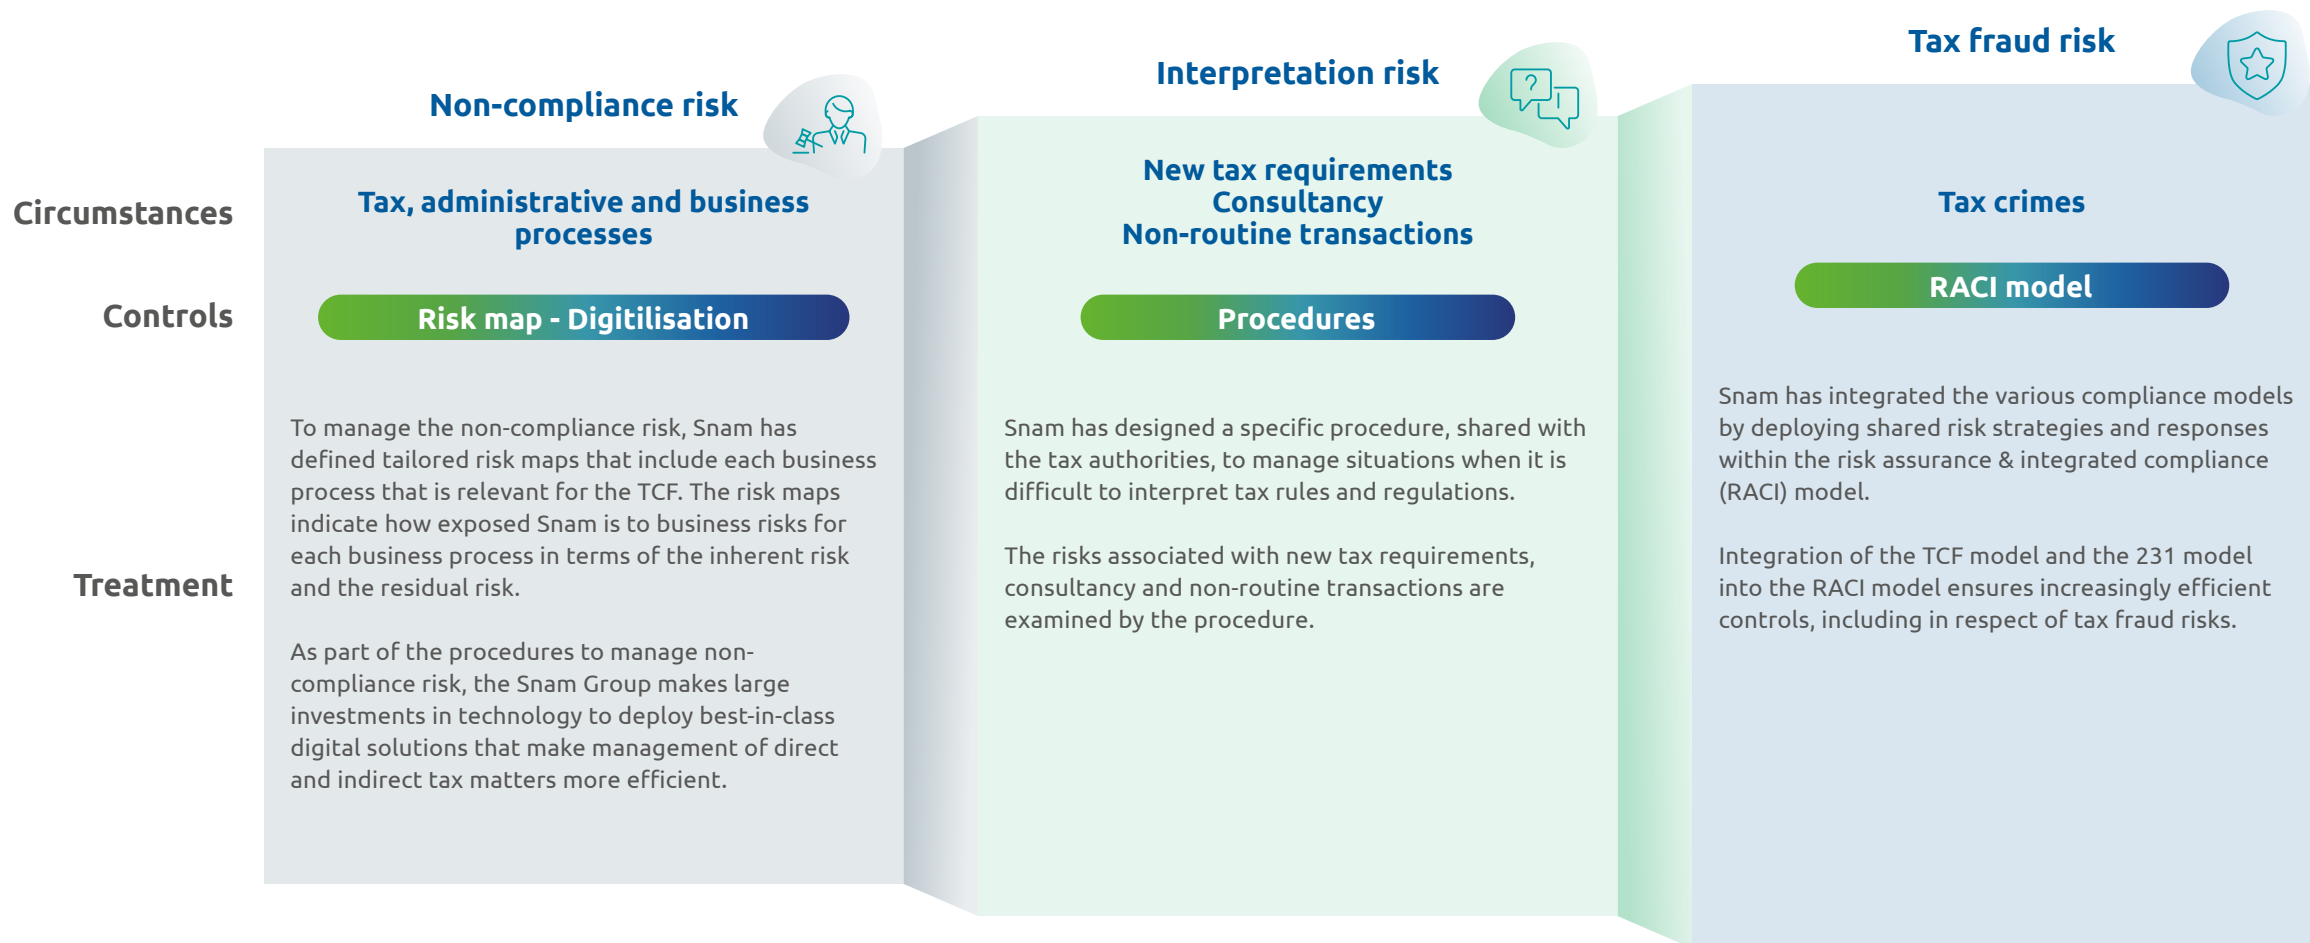 Non-compliance risk
Interpretation risk
Tax fraud risk
Circumstances
Tax, administrative and business
processes
New tax requirements
Consultancy
Non-routine transactions
Tax crimes
Controls
Risk map - Digitilisation
Procedures
RACI model
Treatment
To manage the non-compliance risk, Snam has
defined tailored risk maps that include each business
process that is relevant for the TCF. The risk maps
indicate how exposed Snam is to business risks for
each business process in terms of the inherent risk
and the residual risk.
As part of the procedures to manage non-
compliance risk, the Snam Group makes large
investments in technology to deploy best-in-class
digital solutions that make management of direct
and indirect tax matters more efficient.
Snam has designed a specific procedure, shared with
the tax authorities, to manage situations when it is
difficult to interpret tax rules and regulations.
The risks associated with new tax requirements,
consultancy and non-routine transactions are
examined by the procedure.
Snam has integrated the various compliance models
by deploying shared risk strategies and responses
within the risk assurance & integrated compliance
(RACI) model.
Integration of the TCF model and the 231 model
into the RACI model ensures increasingly efficient
controls, including in respect of tax fraud risks.